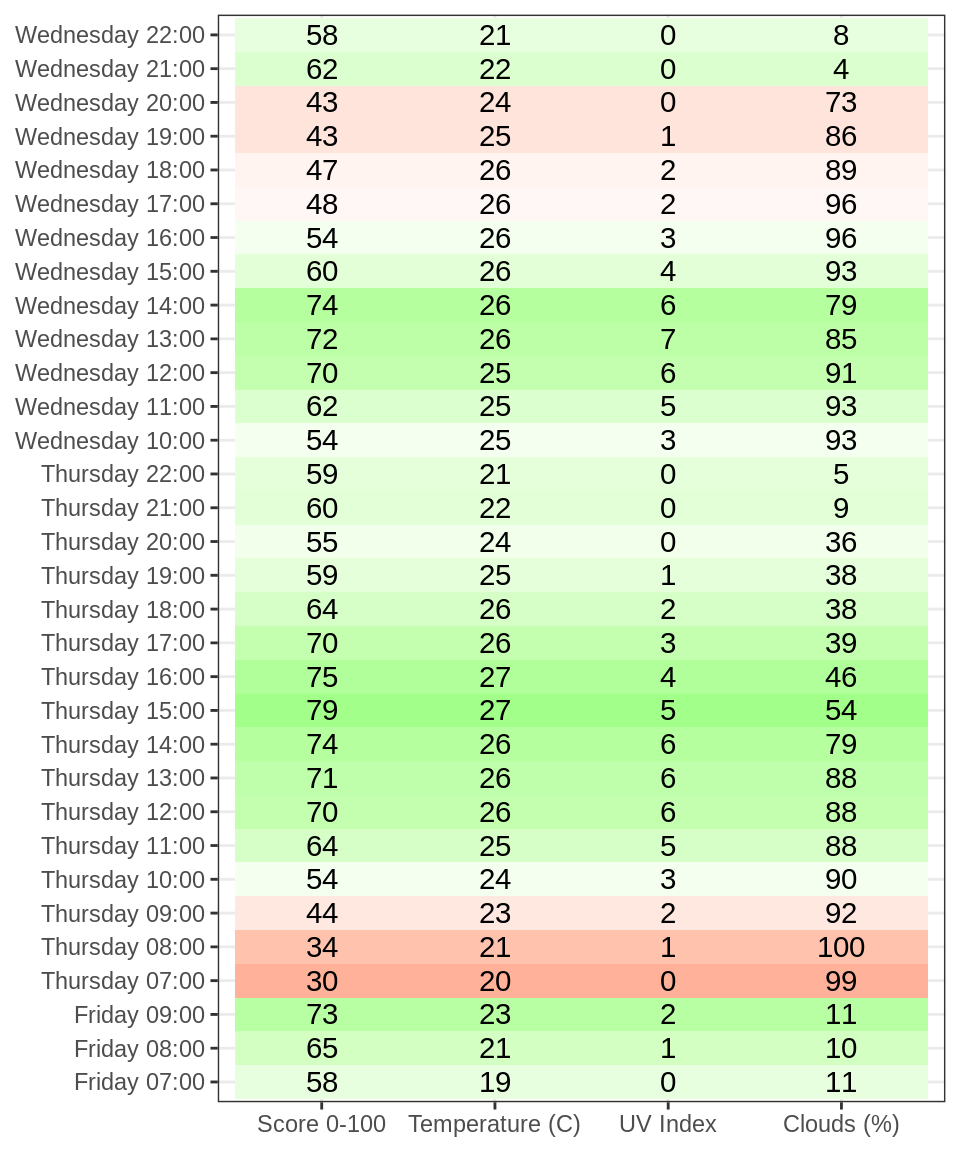 Wednesday 22:00 58 21 0 8
Wednesday 21:00 62 22 0 4
Wednesday 20:00 43 24 0 73
Wednesday 19:00 43 25 1 86
Wednesday 18:00 47 26 2 89
Wednesday 17:00 48 26 2 96
Wednesday 16:00 54 26 3 96
Wednesday 15:00 60 26 4 93
Wednesday 14:00 74 26 6 79
Wednesday 13:00 72 26 7 85
Wednesday 12:00 70 25 6 91
Wednesday 11:00 62 25 5 93
Wednesday 10:00 54 25 3 93
Thursday 22:00 59 21 0 5
Thursday 21:00 60 22 0 9
Thursday 20:00 55 24 0 36
Thursday 19:00 59 25 1 38
Thursday 18:00 64 26 2 38
Thursday 17:00 70 26 3 39
Thursday 16:00 75 27 4 46
Thursday 15:00 79 27 5 54
Thursday 14:00 74 26 6 79
Thursday 13:00 71 26 6 88
Thursday 12:00 70 26 6 88
Thursday 11:00 64 25 5 88
Thursday 10:00 54 24 3 90
Thursday 09:00 44 23 2 92
Thursday 08:00 34 21 1 100
Thursday 07:00 30 20 0 99
Friday 09:00 73 23 2 11
Friday 08:00 65 21 1 10
Friday 07:00 58 19 0 11
Score 0-100 Temperature (C) UV Index Clouds (%)